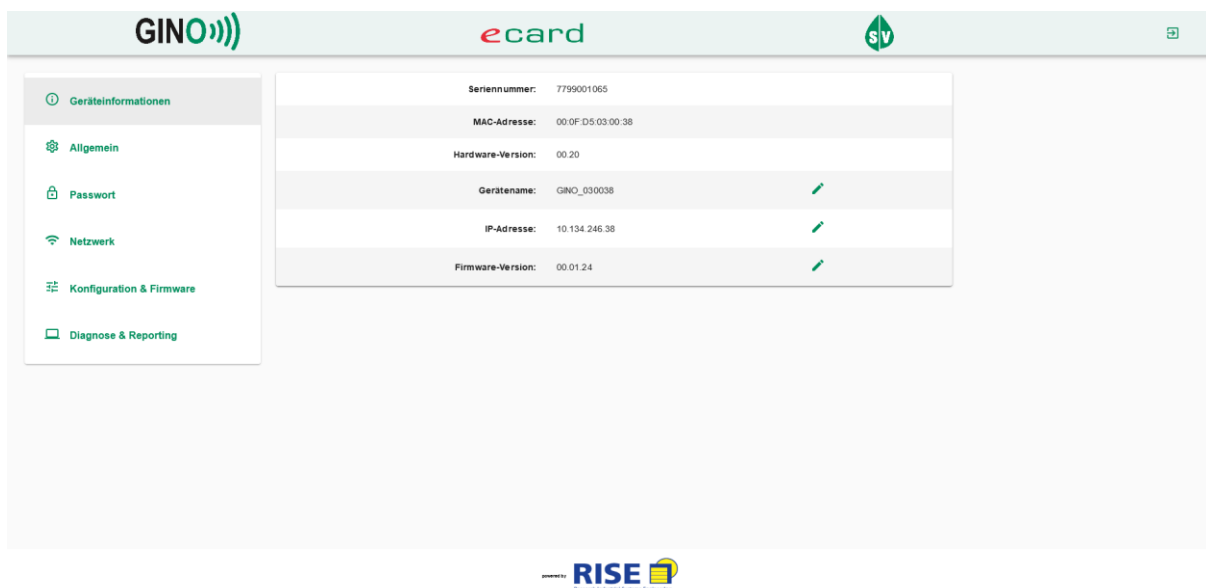 GINO
ecard
SV
Geräteinformationen
Allgemein
Passwort
Netzwerk
Konfiguration & Firmware
Diagnose & Reporting
Seriennummer: 7799001065
MAC-Adresse: 00:0F:D5:03:00:38
Hardware-Version: 00.20
Gerätename: GINO_030038
IP-Adresse: 10.134.246.38
Firmware-Version: 00.01.24
powered by RISE